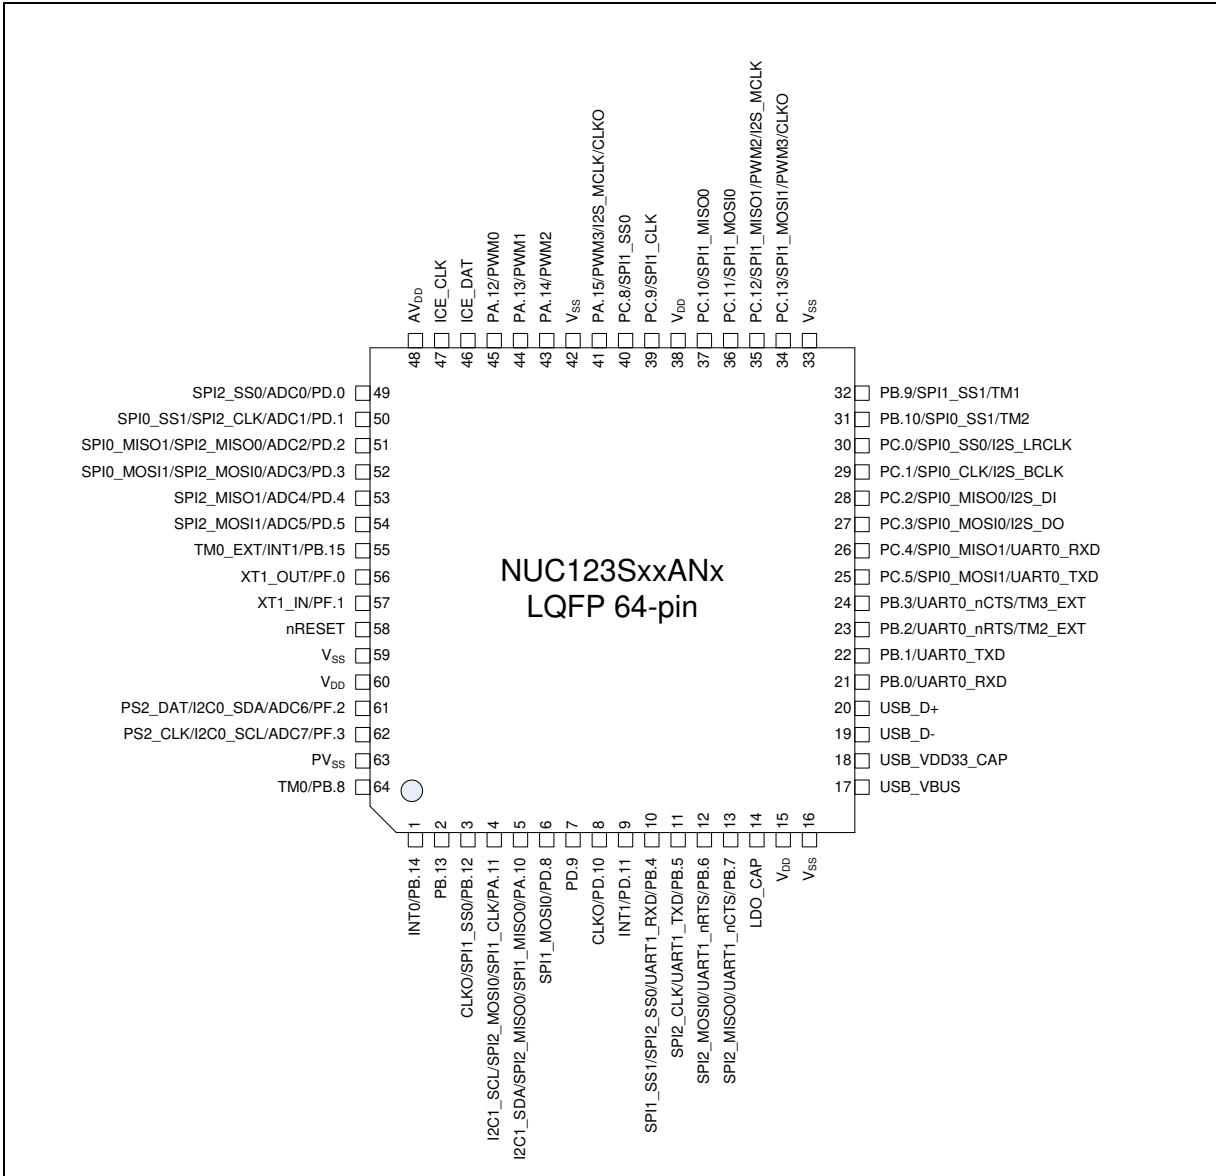 AVDD
ICE_CLK
ICE_DAT
PA.12/PWM0
PA.13/PWM1
PA.14/PWM2
VSS
PA.15/PWM3/I2S_MCLK/CLKO
PC.8/SPI1_SS0
PC.9/SPI1_CLK
VDD
PC.10/SPI1_MISO0
PC.11/SPI1_MOSI0
PC.12/SPI1_MISO1/PWM2/I2S_MCLK
PC.13/SPI1_MOSI1/PWM3/CLKO
VSS
48 47 46 45 44 43 42 41 40 39 38 37 36 35 34 33
SPI2_SS0/ADC0/PD.0 49
SPI0_SS1/SPI2_CLK/ADC1/PD.1 50
SPI0_MISO1/SPI2_MISO0/ADC2/PD.2 51
SPI0_MOSI1/SPI2_MOSI0/ADC3/PD.3 52
SPI2_MISO1/ADC4/PD.4 53
SPI2_MOSI1/ADC5/PD.5 54
TM0_EXT/INT1/PB.15 55
XT1_OUT/PF.0 56
XT1_IN/PF.1 57
nRESET 58
VSS 59
VDD 60
PS2_DAT/I2C0_SDA/ADC6/PF.2 61
PS2_CLK/I2C0_SCL/ADC7/PF.3 62
PVSS 63
TM0/PB.8 64
NUC123SxxANx
LQFP 64-pin
32 PB.9/SPI1_SS1/TM1
31 PB.10/SPI0_SS1/TM2
30 PC.0/SPI0_SS0/I2S_LRCLK
29 PC.1/SPI0_CLK/I2S_BCLK
28 PC.2/SPI0_MISO0/I2S_DI
27 PC.3/SPI0_MOSI0/I2S_DO
26 PC.4/SPI0_MISO1/UART0_RXD
25 PC.5/SPI0_MOSI1/UART0_TXD
24 PB.3/UART0_nCTS/TM3_EXT
23 PB.2/UART0_nRTS/TM2_EXT
22 PB.1/UART0_TXD
21 PB.0/UART0_RXD
20 USB_D+
19 USB_D-
18 USB_VDD33_CAP
17 USB_VBUS
1 2 3 4 5 6 7 8 9 10 11 12 13 14 15 16
INT0/PB.14
PB.13
CLKO/SPI1_SS0/PB.12
I2C1_SCL/SPI2_MOSI0/SPI1_CLK/PA.11
I2C1_SDA/SPI2_MISO0/SPI1_MISO0/PA.10
SPI1_MOSI0/PD.8
PD.9
CLKO/PD.10
INT1/PD.11
SPI1_SS1/SPI2_SS0/UART1_RXD/PB.4
SPI2_CLK/UART1_TXD/PB.5
SPI2_MOSI0/UART1_nRTS/PB.6
SPI2_MISO0/UART1_nCTS/PB.7
LDO_CAP
VDD
VSS